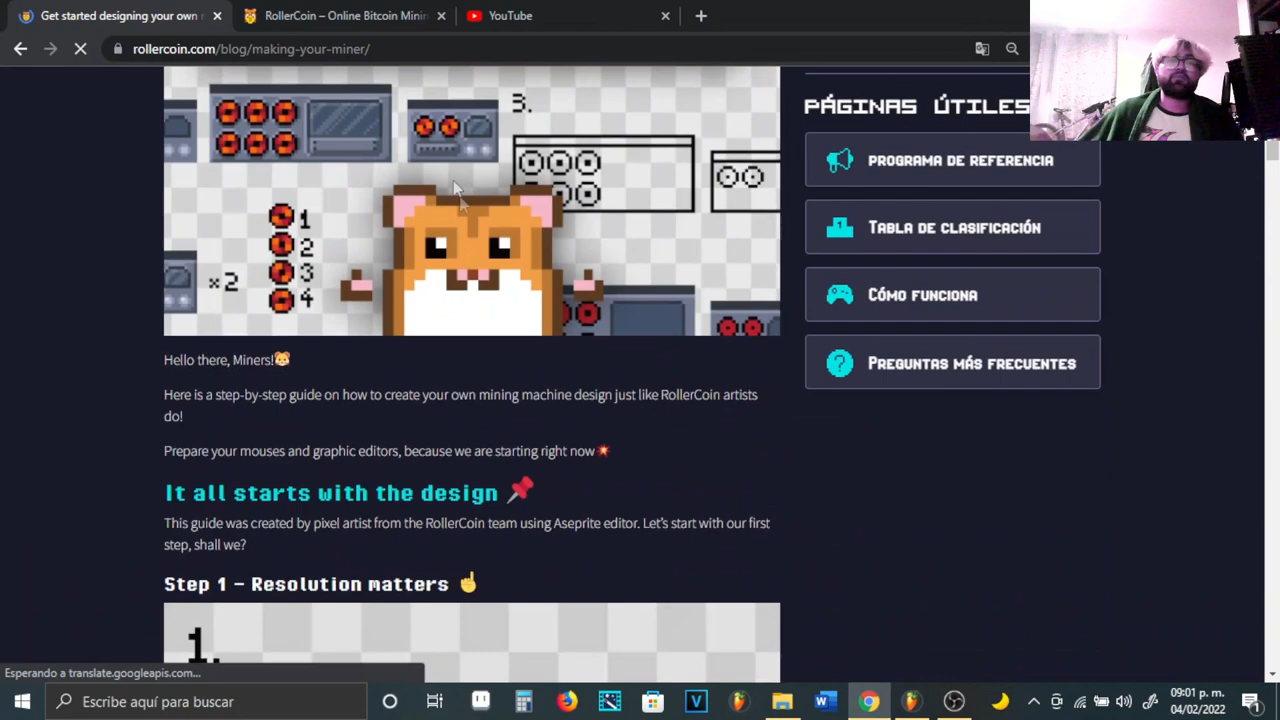 Get started designing your own
RollerCoin – Online Bitcoin Minin
YouTube
rollercoin.com/blog/making-your-miner/
3.
×2
1
2
3
4
PÁGINAS ÚTILES
PROGRAMA DE REFERENCIA
TABLA DE CLASIFICACIÓN
CÓMO FUNCIONA
PREGUNTAS MÁS FRECUENTES
Hello there, Miners!🐹
Here is a step-by-step guide on how to create your own mining machine design just like RollerCoin artists
do!
Prepare your mouses and graphic editors, because we are starting right now💥
It all starts with the design 📌
This guide was created by pixel artist from the RollerCoin team using Aseprite editor. Let's start with our first
step, shall we?
Step 1 – Resolution matters ☝
1.
Esperando a translate.googleapis.com...
Escribe aquí para buscar
09:01 p. m.
04/02/2022